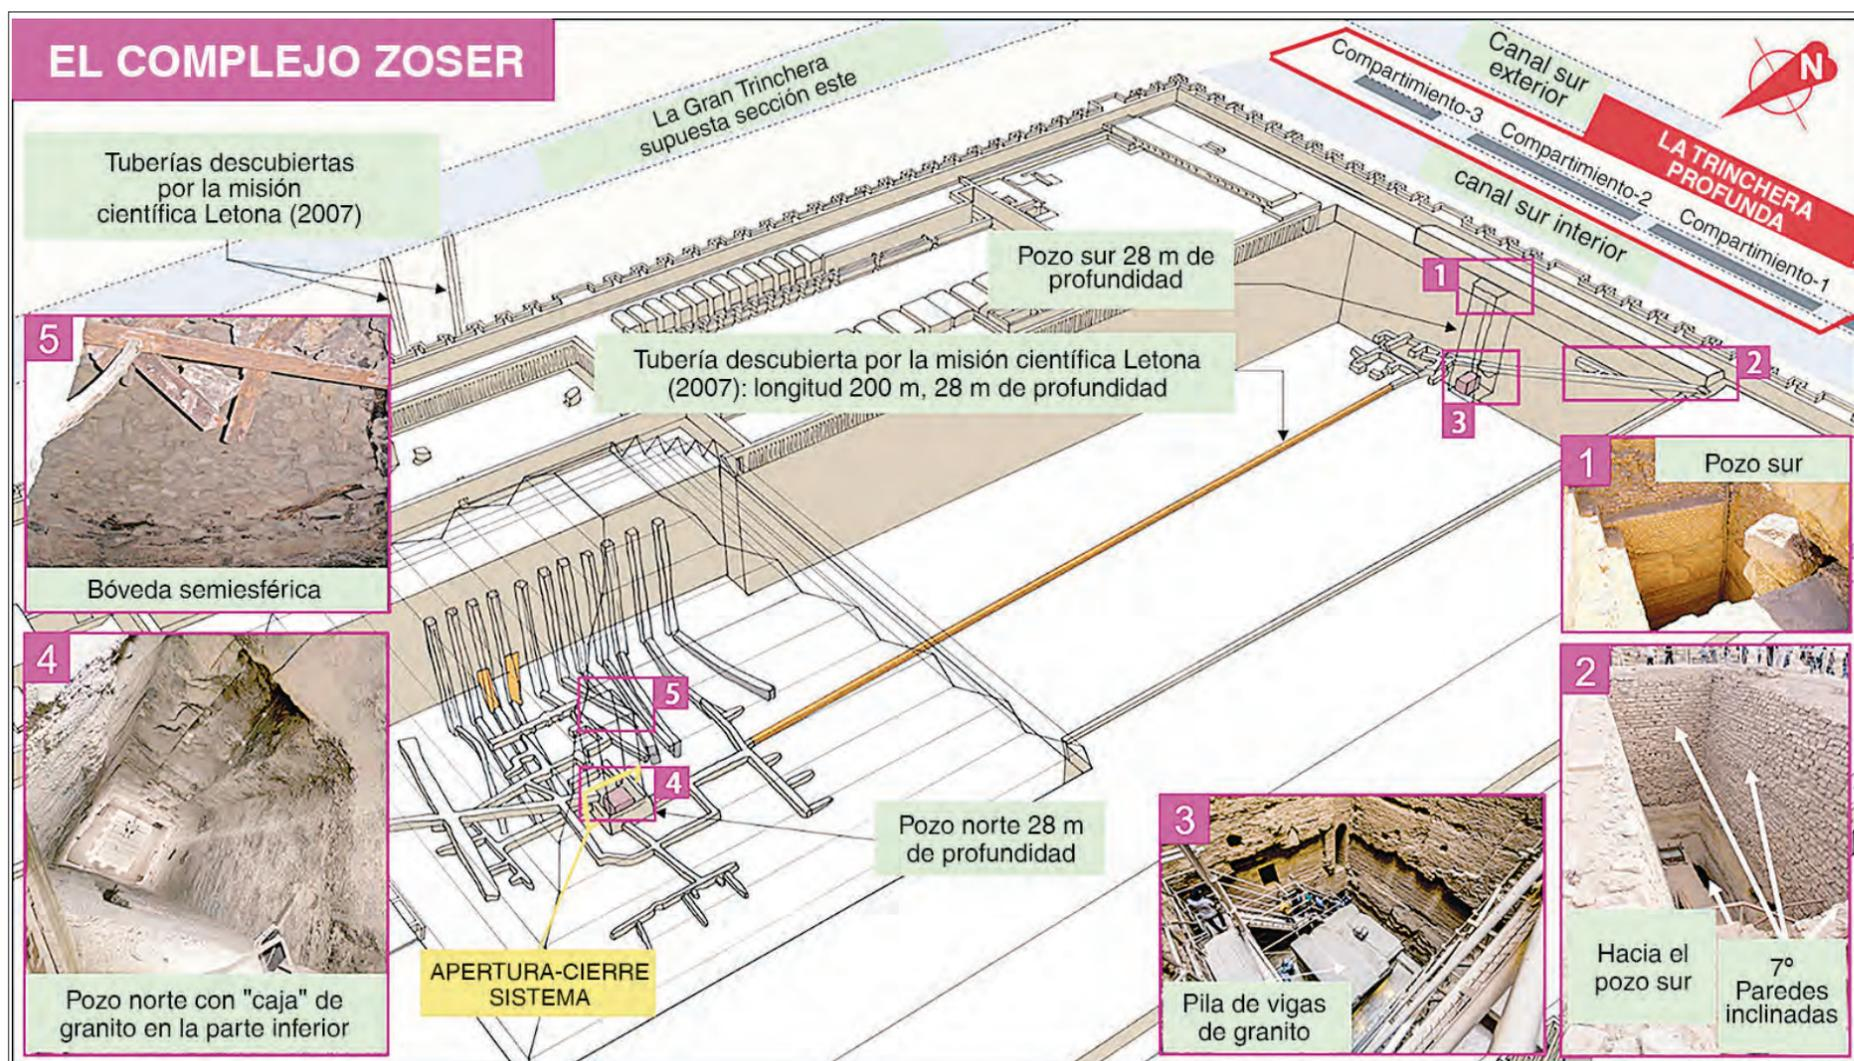 EL COMPLEJO ZOSER
La Gran Trinchera
supuesta sección este
Canal sur
exterior
N
Compartimiento-3
Compartimiento-2
Compartimiento-1
LA TRINCHERA
PROFUNDA
canal sur interior
Tuberías descubiertas
por la misión
científica Letona (2007)
Pozo sur 28 m de
profundidad
Tubería descubierta por la misión científica Letona
(2007): longitud 200 m, 28 m de profundidad
1
2
3
5
4
5
Bóveda semiesférica
4
Pozo norte con "caja" de
granito en la parte inferior
APERTURA-CIERRE
SISTEMA
Pozo norte 28 m
de profundidad
3
Pila de vigas
de granito
1
Pozo sur
2
Hacia el
pozo sur
7º
Paredes
inclinadas